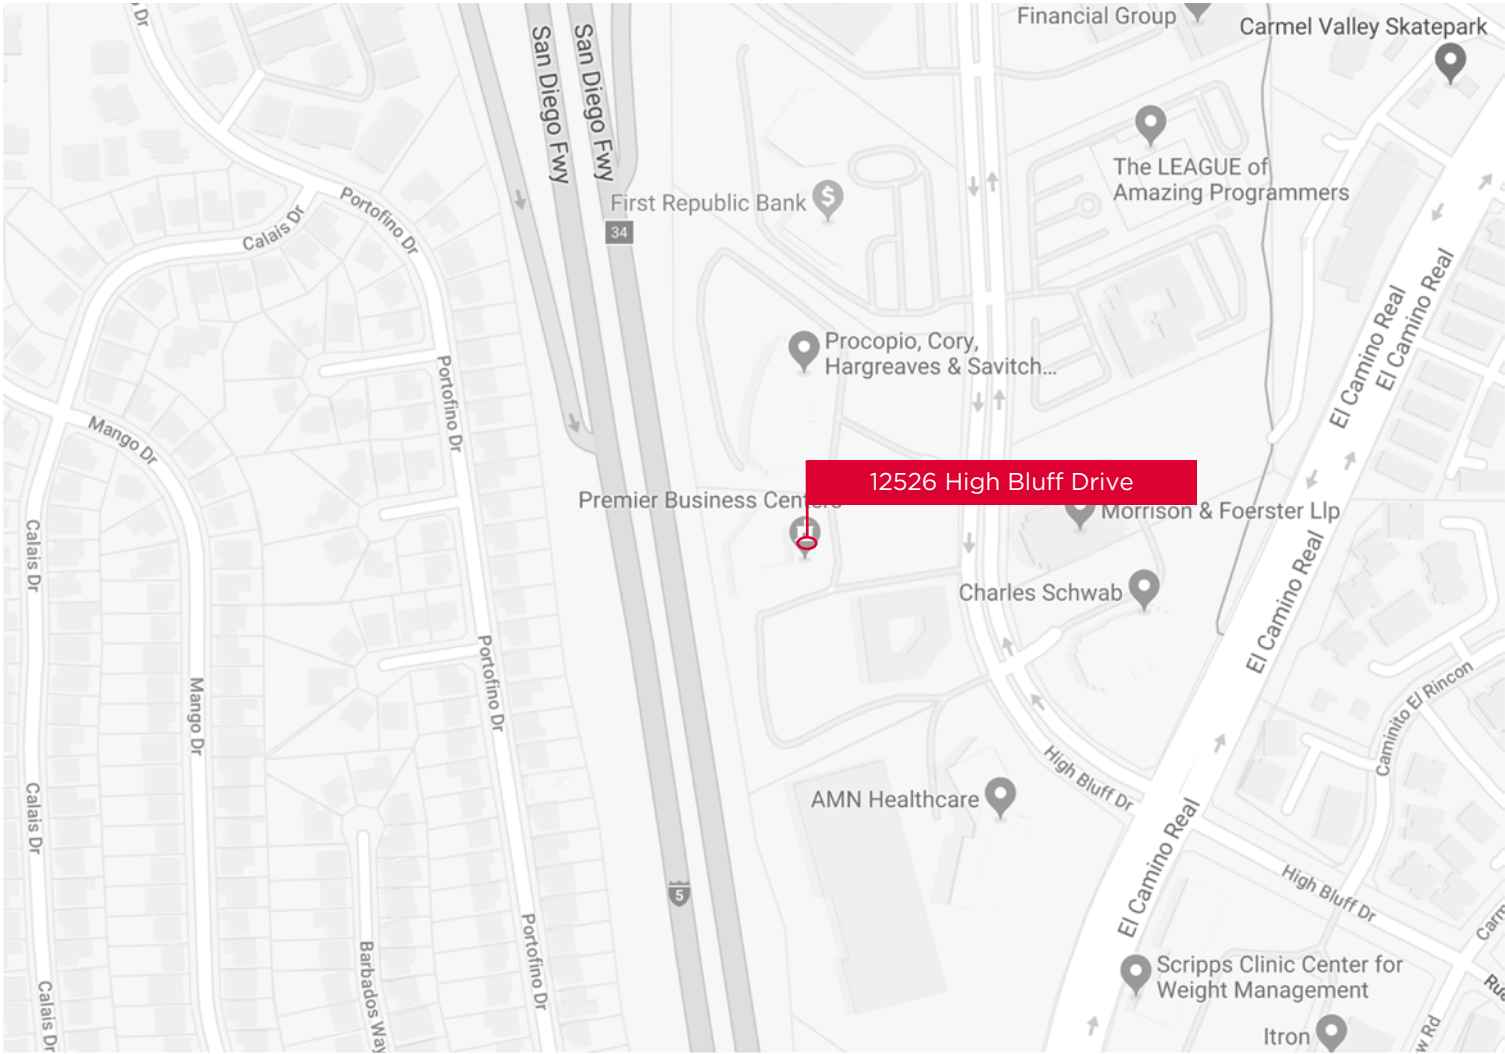 Dr
San Diego Fwy
San Diego Fwy
Financial Group
Carmel Valley Skatepark
The LEAGUE of
Amazing Programmers
First Republic Bank
$
34
Portofino Dr
Calais Dr
El Camino Real
El Camino Real
Procopio, Cory,
Hargreaves & Savitch...
Portofino Dr
Mango Dr
12526 High Bluff Drive
Premier Business Centers
Morrison & Foerster Llp
Calais Dr
El Camino Real
Charles Schwab
Portofino Dr
Mango Dr
Caminito El Rincon
High Bluff Dr
AMN Healthcare
Calais Dr
El Camino Real
5
High Bluff Dr
Portofino Dr
Barbados Way
Scripps Clinic Center for
Weight Management
Calais Dr
Itron